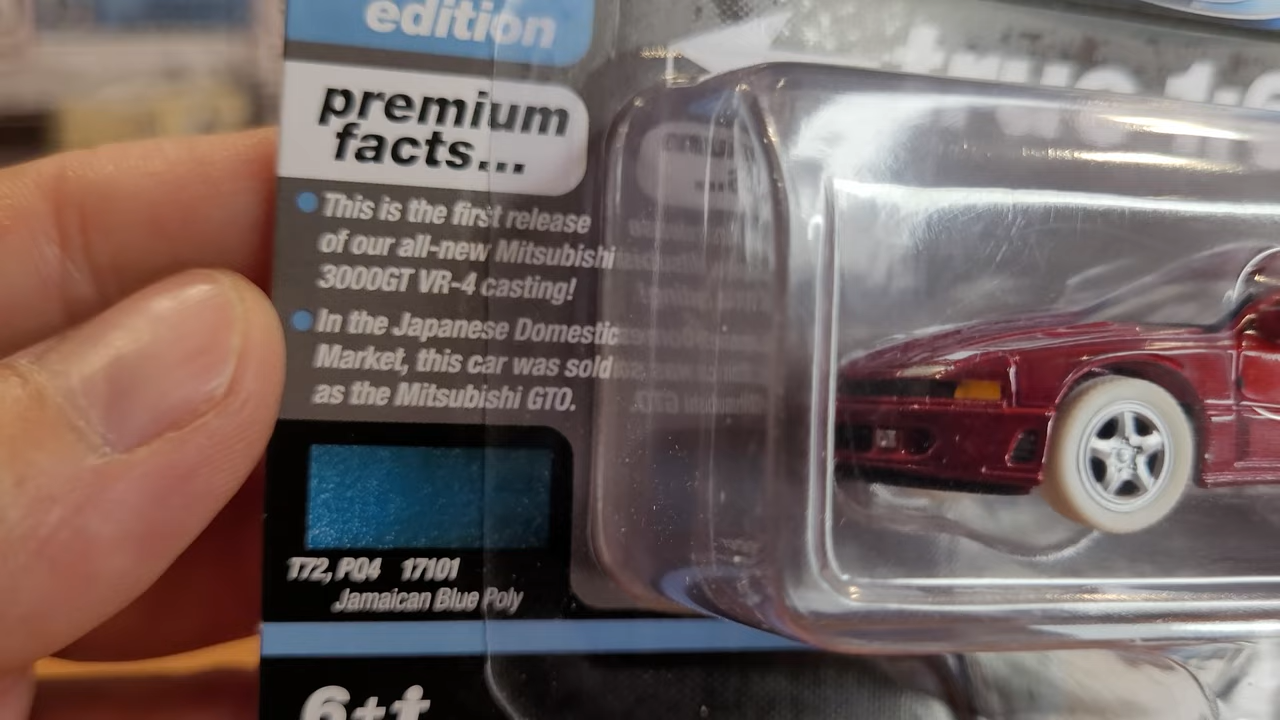 edition
premium
facts...
This is the first release
of our all-new Mitsubishi
3000GT VR-4 casting!
In the Japanese Domestic
Market, this car was sold
as the Mitsubishi GTO.
T72, PQ4 17101
Jamaican Blue Poly